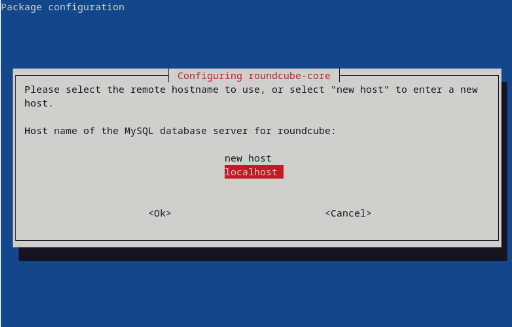 Package configuration
Configuring roundcube-core
Please select the remote hostname to use, or select "new host" to enter a new
host.
Host name of the MySQL database server for roundcube:
new host
localhost
<Ok> <Cancel>